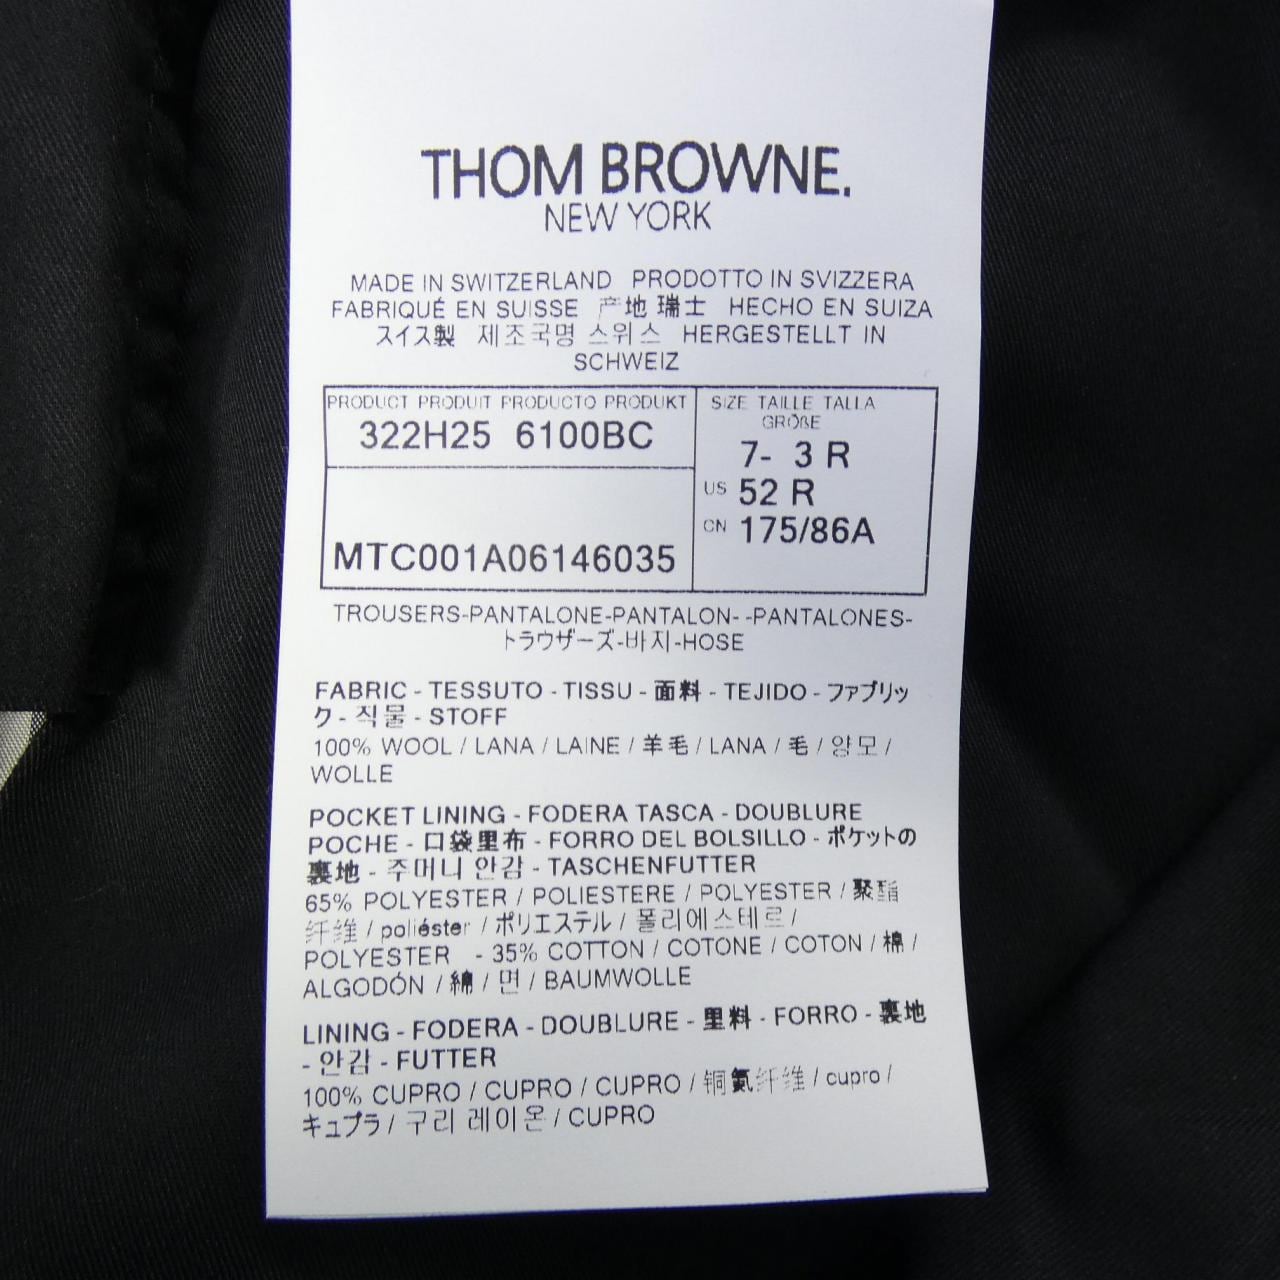 THOM BROWNE.
NEW YORK
MADE IN SWITZERLAND PRODOTTO IN SVIZZERA
FABRIQUÉ EN SUISSE 产地 瑞士 HECHO EN SUIZA
スイス製 제조국명 스위스 HERGESTELLT IN
SCHWEIZ
PRODUCT PRODUIT PRODUCTO PRODUKT
322H25 6100BC
MTC001A06146035
SIZE TAILLE TALLA
GRÖßE
7- 3 R
US 52 R
CN 175/86A
TROUSERS-PANTALONE-PANTALON- -PANTALONES-
トラウザーズ-바지-HOSE
FABRIC - TESSUTO - TISSU - 面料 - TEJIDO - ファブリッ
ク - 직물 - STOFF
100% WOOL / LANA / LAINE / 羊毛 / LANA / 毛 / 양모 /
WOLLE
POCKET LINING - FODERA TASCA - DOUBLURE
POCHE - 口袋里布 - FORRO DEL BOLSILLO - ポケットの
裏地 - 주머니 안감 - TASCHENFUTTER
65% POLYESTER / POLIESTERE / POLYESTER / 聚酯
纤维 / poliéster / ポリエステル / 폴리에스테르 /
POLYESTER - 35% COTTON / COTONE / COTON / 棉 /
ALGODÓN / 綿 / 면 / BAUMWOLLE
LINING - FODERA - DOUBLURE - 里料 - FORRO - 裏地
- 안감 - FUTTER
100% CUPRO / CUPRO / CUPRO / 铜氨纤维 / cupro /
キュプラ / 구리 레이온 / CUPRO